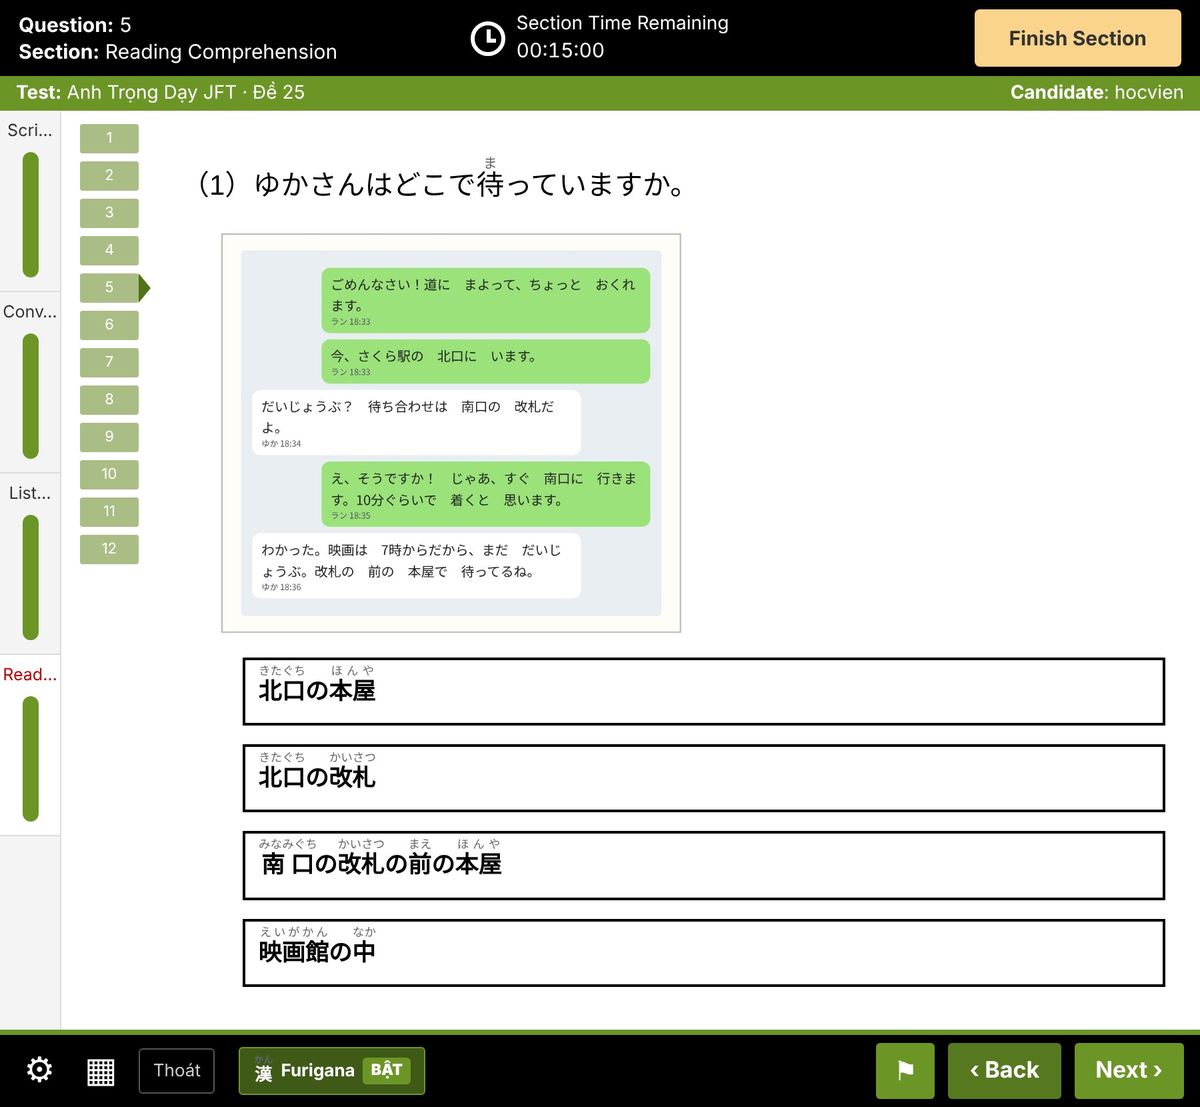 Question: 5
Section: Reading Comprehension
Section Time Remaining
00:15:00
Finish Section
Test: Anh Trọng Dạy JFT · Đề 25
Candidate: hocvien
Scri...
Conv...
List...
Read...
1
2
3
4
5
6
7
8
9
10
11
12
ま
（1）ゆかさんはどこで待っていますか。
ごめんなさい！道に　まよって、ちょっと　おくれ
ます。
ラン 18:33
今、さくら駅の　北口に　います。
ラン 18:33
だいじょうぶ？　待ち合わせは　南口の　改札だ
よ。
ゆか 18:34
え、そうですか！　じゃあ、すぐ　南口に　行きま
す。10分ぐらいで　着くと　思います。
ラン 18:35
わかった。映画は　7時からだから、まだ　だいじ
ょうぶ。改札の　前の　本屋で　待ってるね。
ゆか 18:36
きたぐち　ほんや
北口の本屋
きたぐち　かいさつ
北口の改札
みなみぐち　かいさつ　まえ　ほんや
南口の改札の前の本屋
えいがかん　なか
映画館の中
Thoát
かん
漢 Furigana BẬT
‹ Back
Next ›